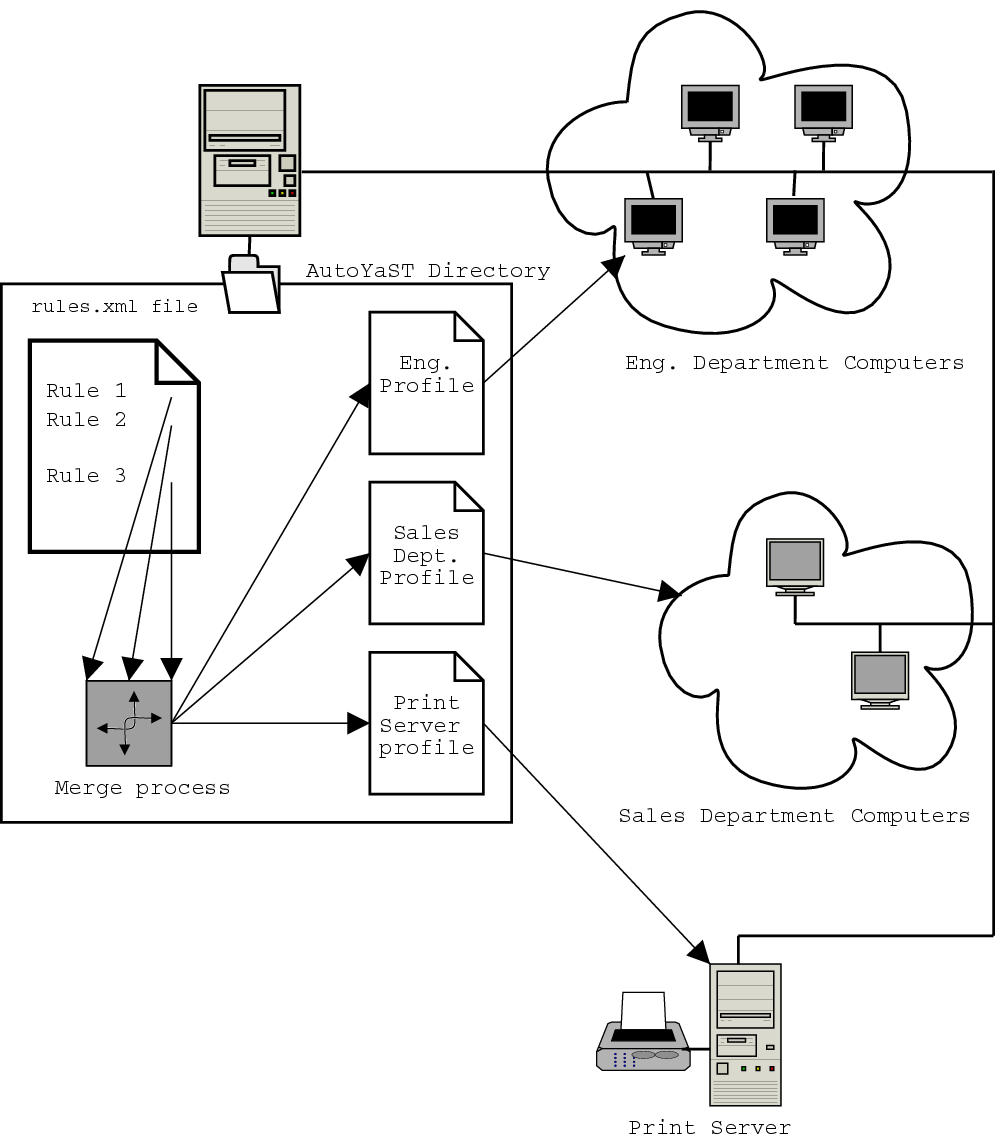 AutoYaST Directory
rules.xml file
Rule 1
Rule 2
Rule 3
Merge process
Eng.
Profile
Sales
Dept.
Profile
Print
Server
profile
Eng. Department Computers
Sales Department Computers
Print Server